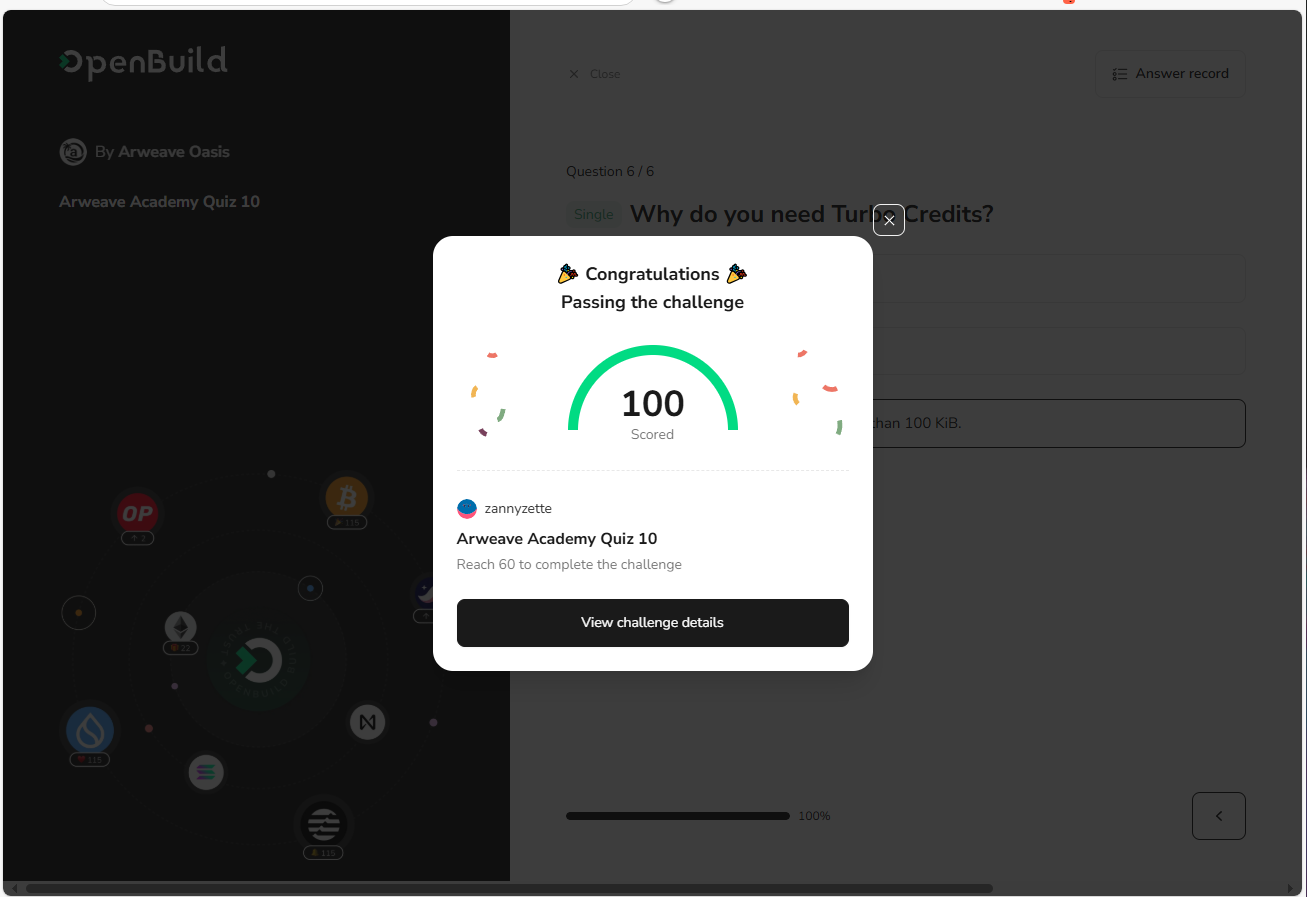 OpenBuild
By Arweave Oasis
Arweave Academy Quiz 10
OP
2
115
22
115
115
Close
Answer record
Question 6 / 6
Single
Why do you need Turbo Credits?
than 100 KiB.
100%
Congratulations
Passing the challenge
100
Scored
zannyzette
Arweave Academy Quiz 10
Reach 60 to complete the challenge
View challenge details